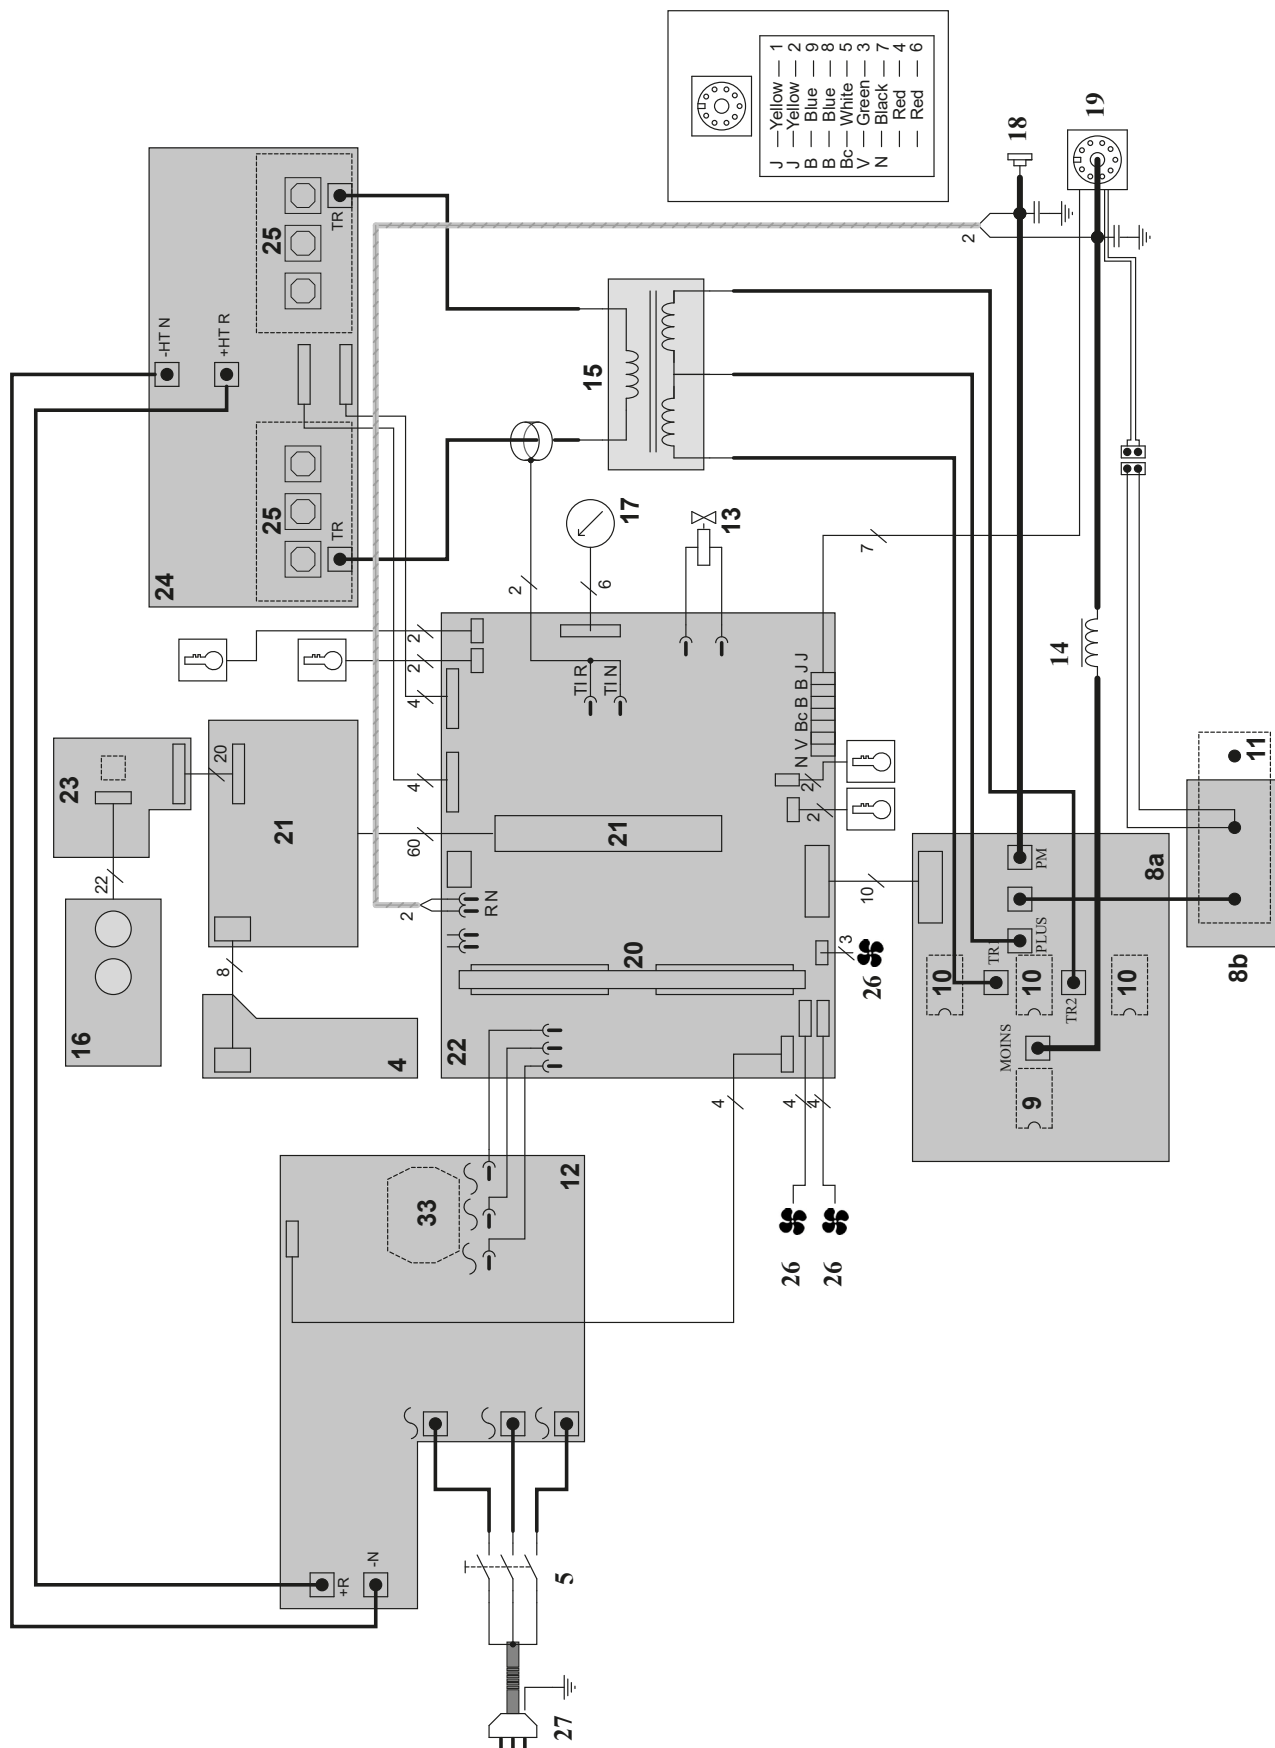 J — Yellow — 1
J — Yellow — 2
B — Blue — 9
B — Blue — 8
Bc — White — 5
V — Green — 3
N — Black — 7
— Red — 4
— Red — 6
18
19
24
25
25
TR
TR
-HT N
+HT R
2
15
17
13
2
6
7
14
23
20
21
22
16
8
4
60
2
2
4
4
2
R N
TI R
TI N
21
20
22
N V Bc B B J J
2
2
10
3
26
4
4
4
26
26
12
33
+R
-N
5
27
8a
PM
PLUS
TR1
TR2
MOINS
10
10
10
9
8b
11